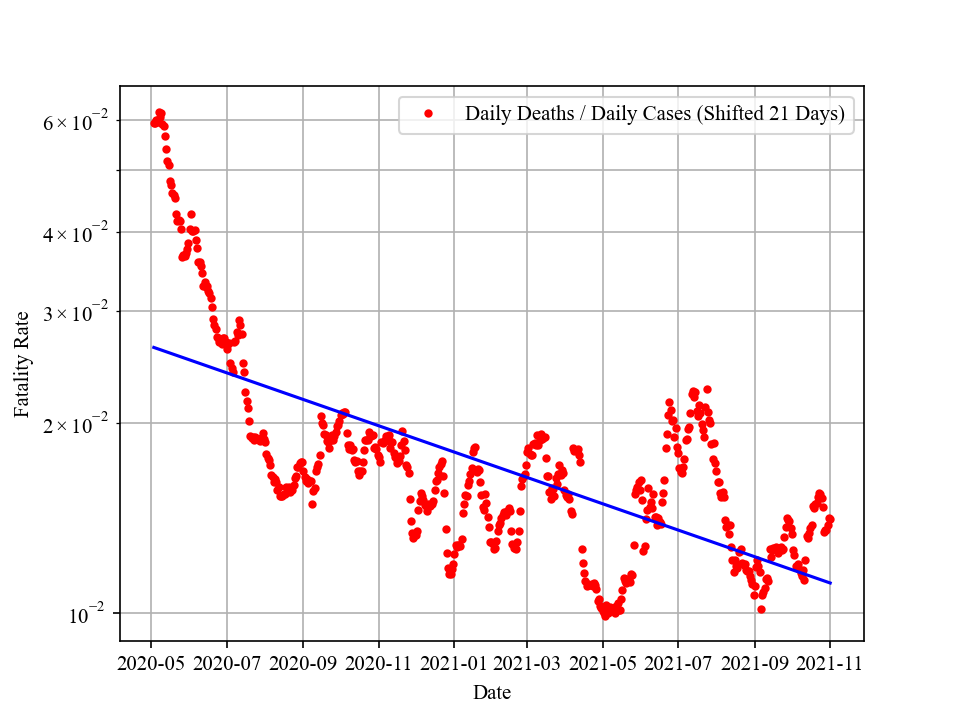 Daily Deaths / Daily Cases (Shifted 21 Days)
6 × 10⁻²
4 × 10⁻²
3 × 10⁻²
2 × 10⁻²
10⁻²
Fatality Rate
2020-05 2020-07 2020-09 2020-11 2021-01 2021-03 2021-05 2021-07 2021-09 2021-11
Date